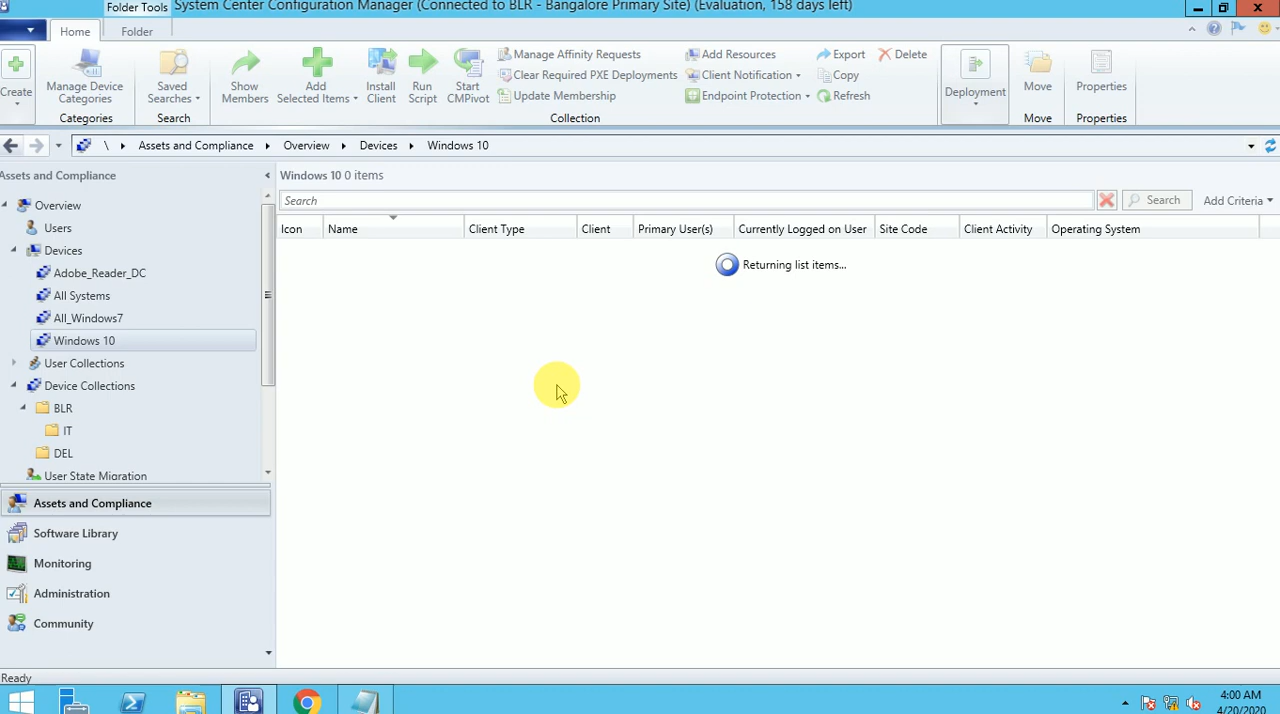 Folder Tools
System Center Configuration Manager (Connected to BLR - Bangalore Primary Site) (Evaluation, 158 days left)
Home
Folder
Create
Manage Device Categories
Categories
Saved Searches
Search
Show Members
Add Selected Items
Install Client
Run Script
Start CMPivot
Manage Affinity Requests
Clear Required PXE Deployments
Update Membership
Add Resources
Client Notification
Endpoint Protection
Export
Copy
Refresh
Delete
Collection
Deployment
Move
Move
Properties
Properties
\ Assets and Compliance Overview Devices Windows 10
Assets and Compliance
Overview
Users
Devices
Adobe_Reader_DC
All Systems
All_Windows7
Windows 10
User Collections
Device Collections
BLR
IT
DEL
User State Migration
Assets and Compliance
Software Library
Monitoring
Administration
Community
Windows 10 0 items
Search
Search
Add Criteria
Icon Name Client Type Client Primary User(s) Currently Logged on User Site Code Client Activity Operating System
Returning list items...
Ready
4:00 AM
4/20/2020